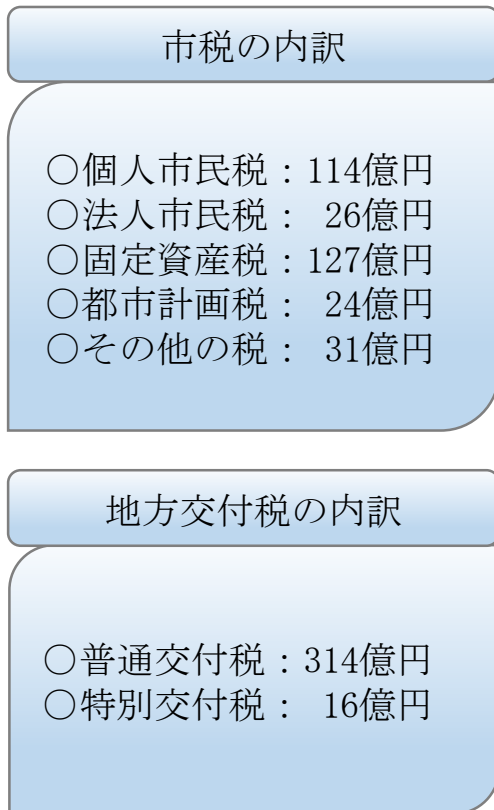 市税の内訳
○個人市民税：114億円
○法人市民税： 26億円
○固定資産税：127億円
○都市計画税： 24億円
○その他の税： 31億円
地方交付税の内訳
○普通交付税：314億円
○特別交付税： 16億円